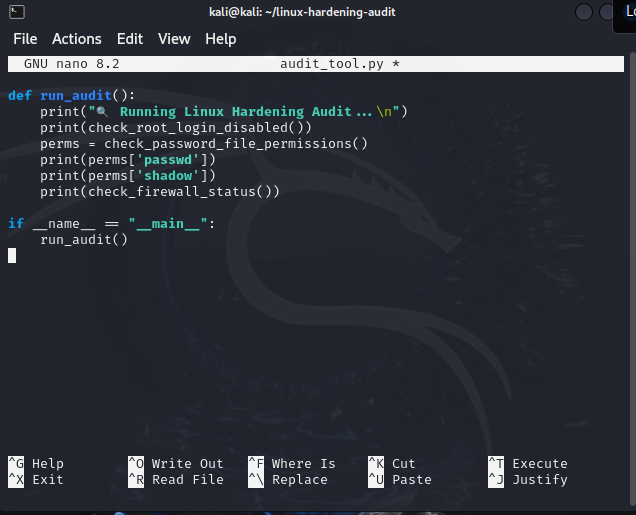 kali@kali: ~/linux-hardening-audit
File Actions Edit View Help
GNU nano 8.2 audit_tool.py *
def run_audit():
    print("🔍 Running Linux Hardening Audit...\n")
    print(check_root_login_disabled())
    perms = check_password_file_permissions()
    print(perms['passwd'])
    print(perms['shadow'])
    print(check_firewall_status())
if __name__ == "__main__":
    run_audit()
^G Help ^O Write Out ^F Where Is ^K Cut ^T Execute
^X Exit ^R Read File ^\ Replace ^U Paste ^J Justify